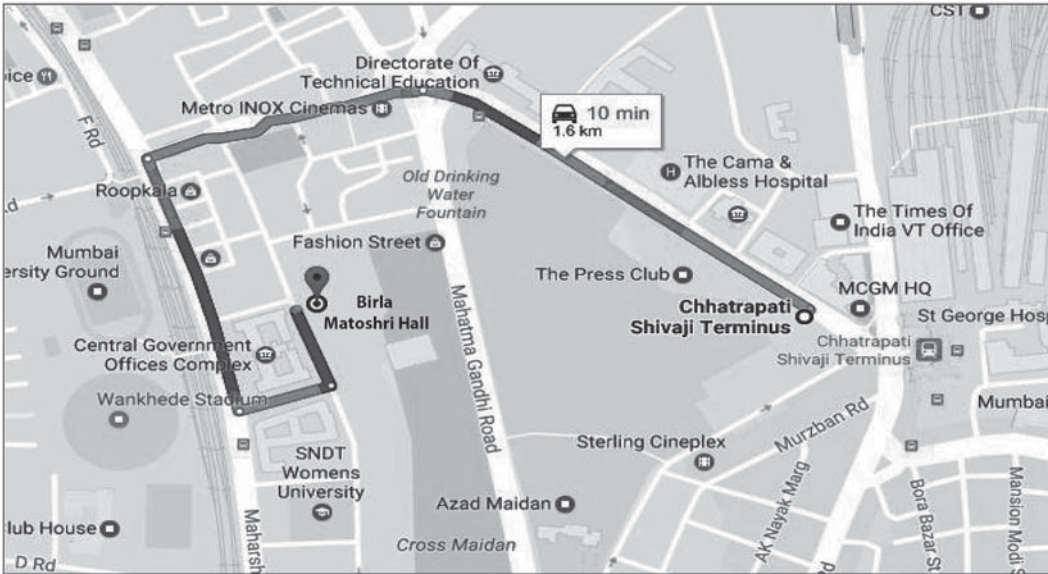 CST
ice
F Rd
Directorate Of
Technical Education
Metro INOX Cinemas
10 min
1.6 km
The Cama &
Albless Hospital
Roopkala
Old Drinking
Water
Fountain
The Times Of
India VT Office
Mumbai
ersity Ground
Fashion Street
The Press Club
Birla
Matoshri Hall
Chhatrapati
Shivaji Terminus
MCGM HQ
St George Hosp
Chhatrapati
Shivaji Terminus
Central Government
Offices Complex
Mahatma Gandhi Road
Wankhede Stadium
Mumbai
Murzban Rd
Sterling Cineplex
SNDT
Womens
University
Azad Maidan
AK Nayak Marg
Bora Bazar St
Mansion Modi S
lub House
Cross Maidan
Maharsh
D Rd
Rd